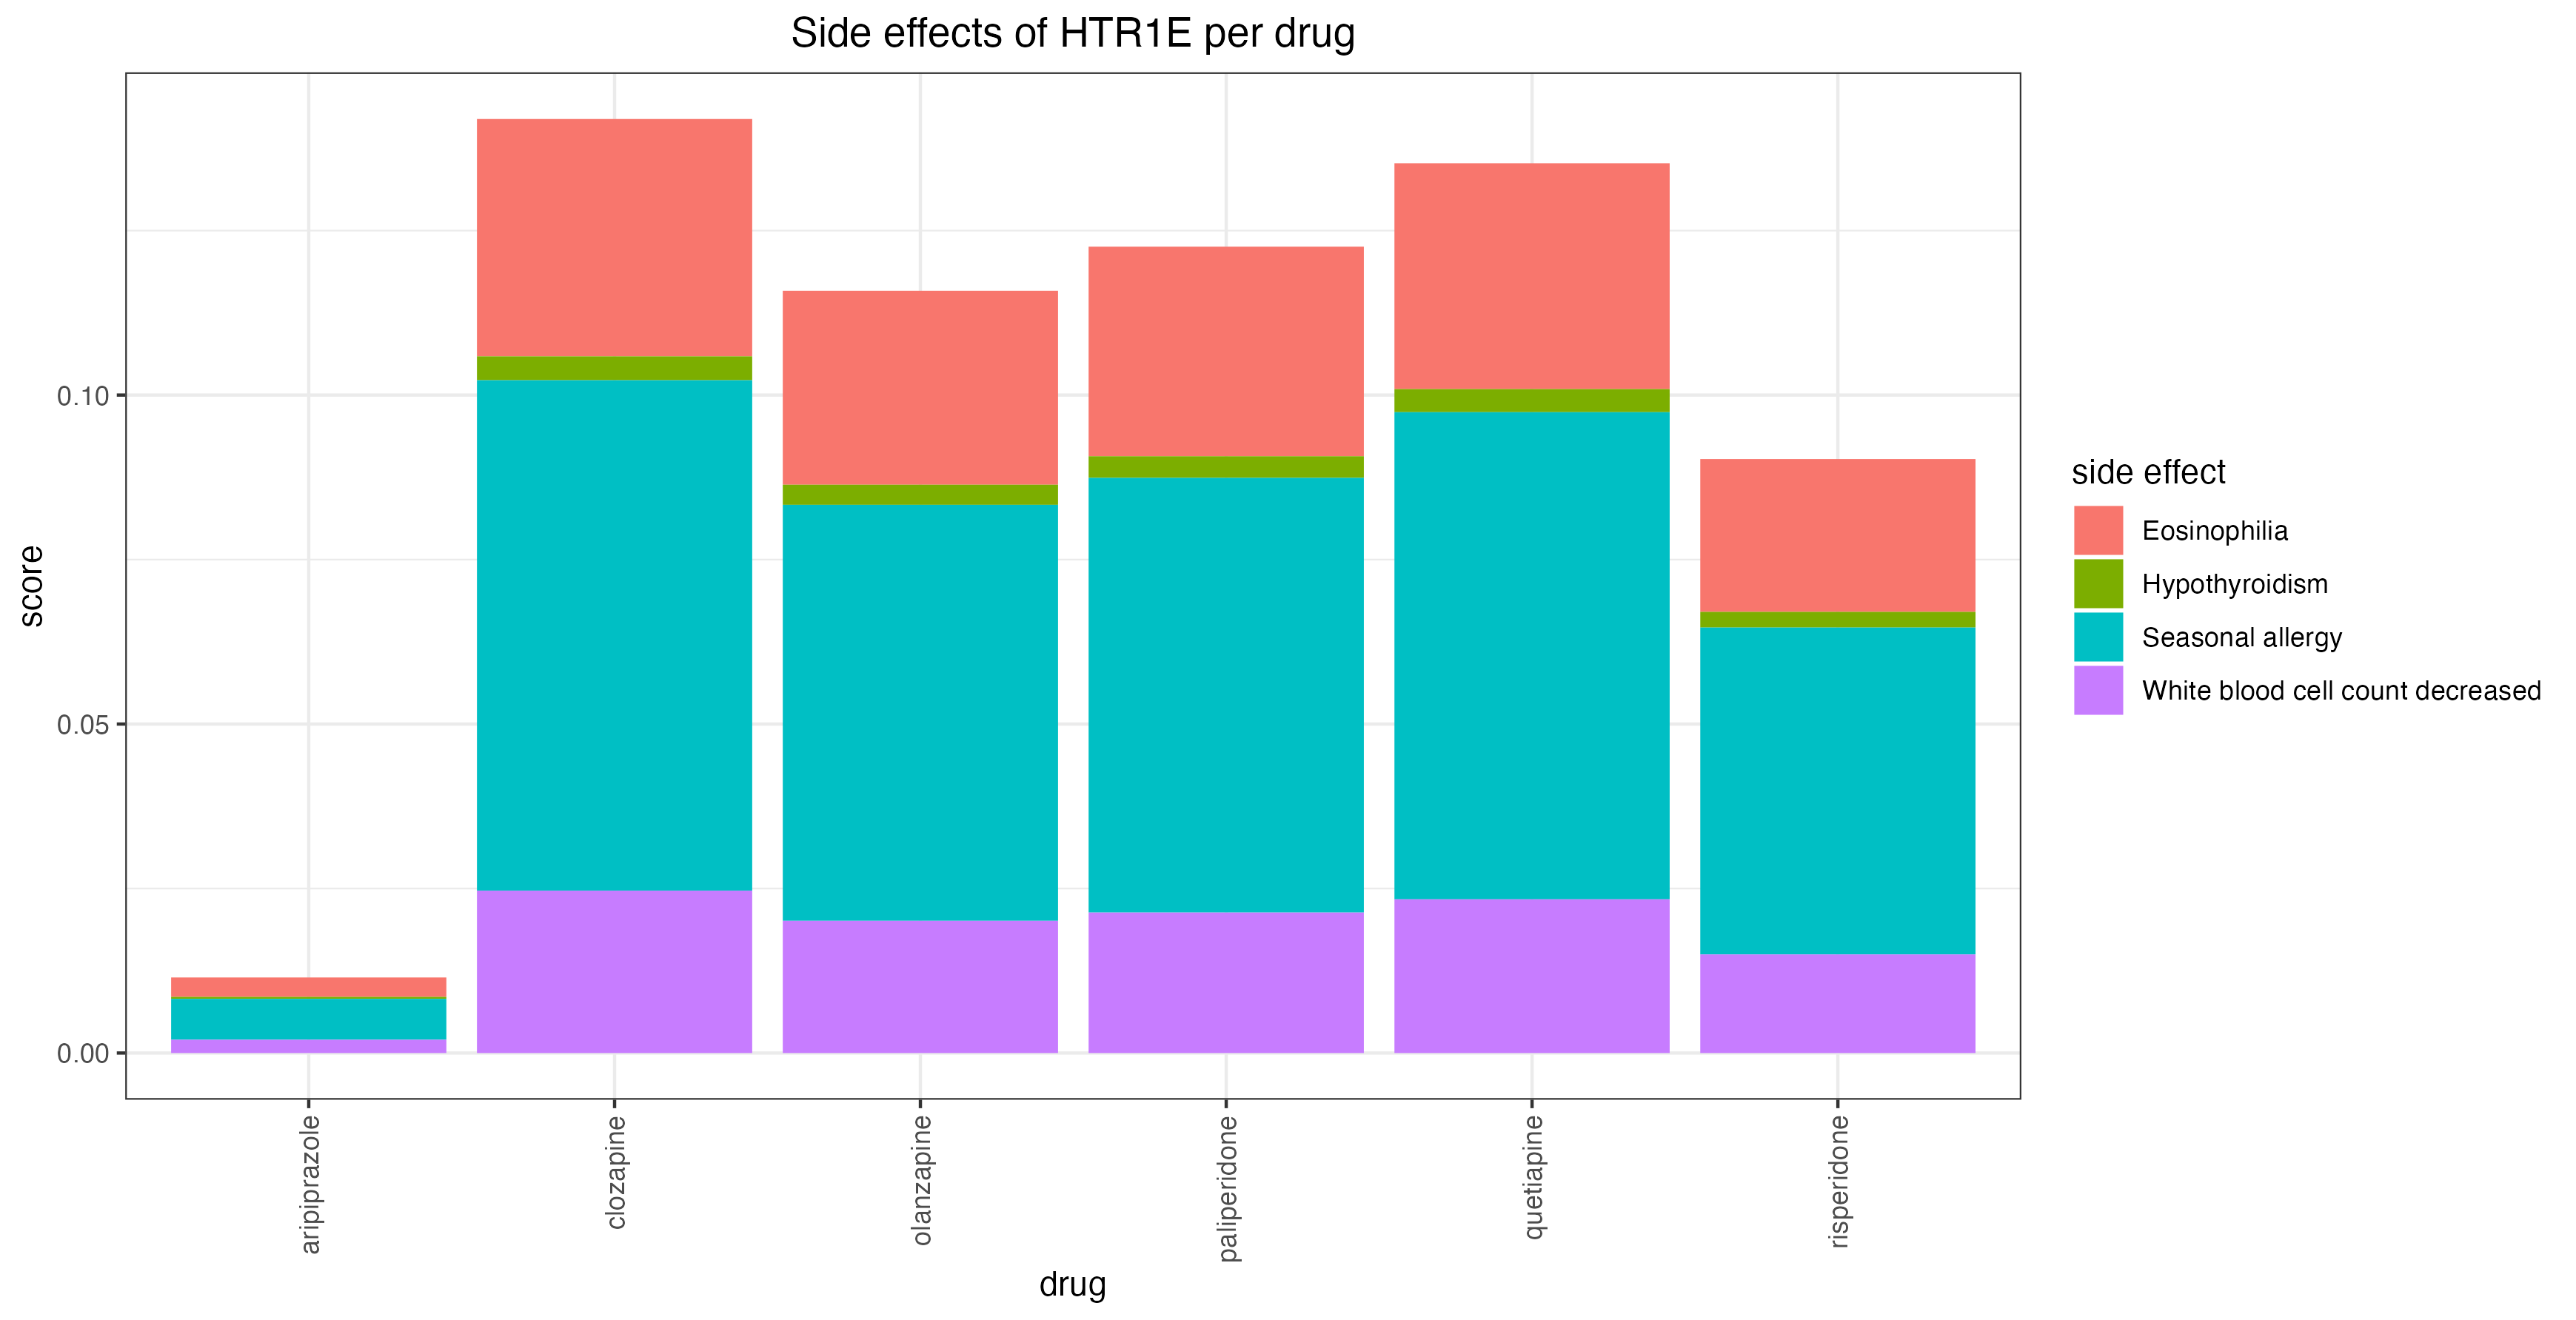 Side effects of HTR1E per drug
score
0.10
0.05
0.00
aripiprazole
clozapine
olanzapine
paliperidone
quetiapine
risperidone
drug
side effect
Eosinophilia
Hypothyroidism
Seasonal allergy
White blood cell count decreased